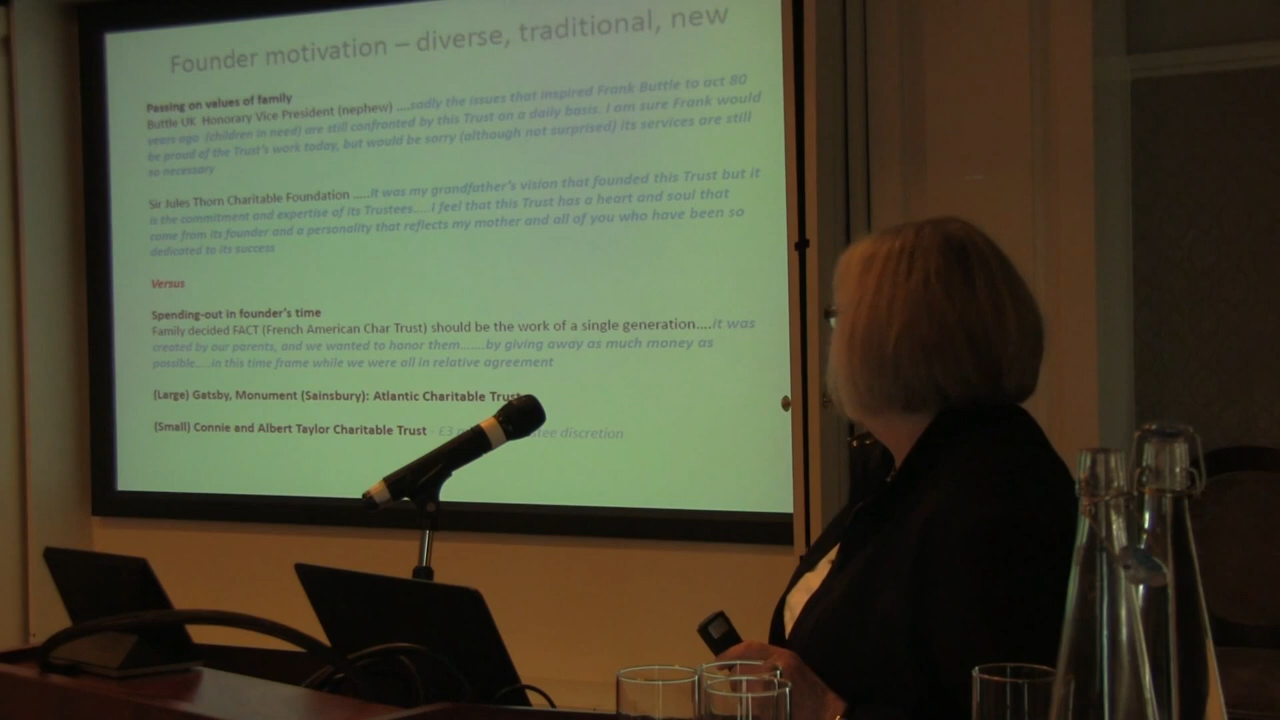 Founder motivation – diverse, traditional, new
Passing on values of family
Buttle UK Honorary Vice President (nephew) ....sadly the issues that inspired Frank Buttle to act 80
years ago (children in need) are still confronted by this Trust on a daily basis. I am sure Frank would
be proud of the Trust's work today, but would be sorry (although not surprised) its services are still
so necessary
Sir Jules Thorn Charitable Foundation .....it was my grandfather's vision that founded this Trust but it
is the commitment and expertise of its Trustees.....I feel that this Trust has a heart and soul that
come from its founder and a personality that reflects my mother and all of you who have been so
dedicated to its success
Versus
Spending-out in founder's time
Family decided FACT (French American Char Trust) should be the work of a single generation....it was
created by our parents, and we wanted to honor them.......by giving away as much money as
possible....in this time frame while we were all in relative agreement
(Large) Gatsby, Monument (Sainsbury): Atlantic Charitable Trust
(Small) Connie and Albert Taylor Charitable Trust - £3 discretion